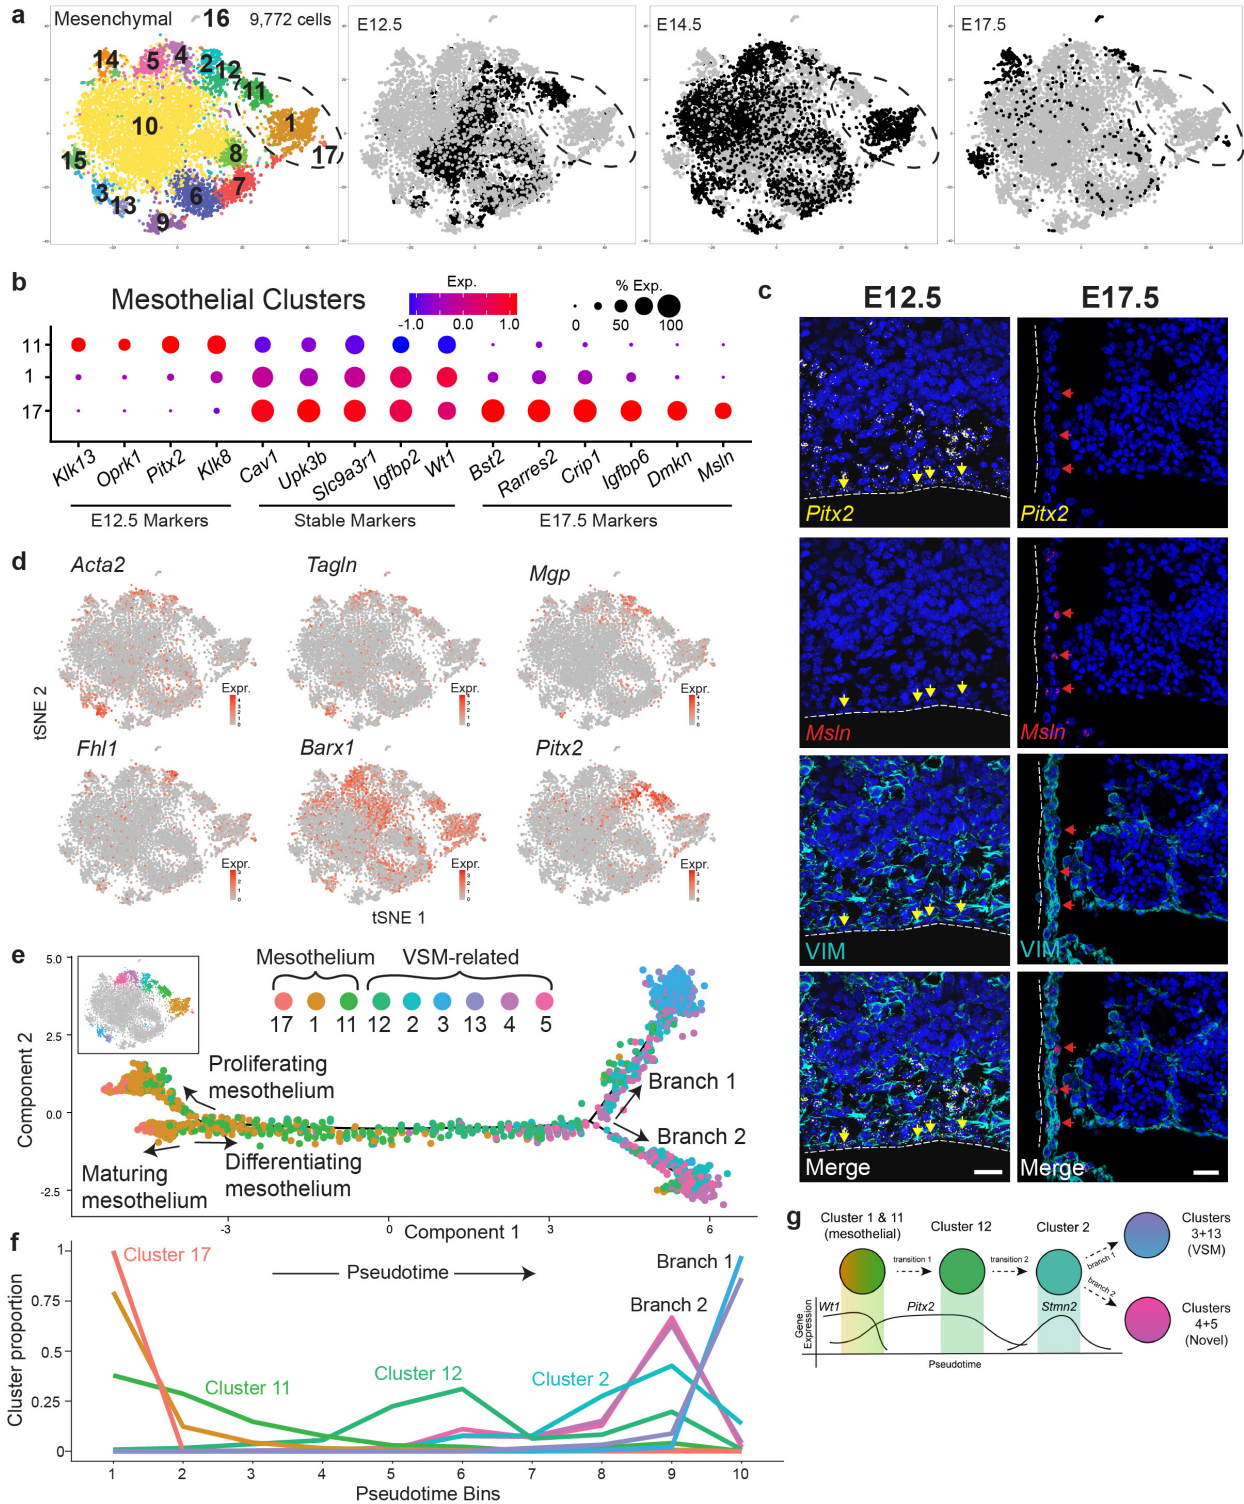 a
Mesenchymal
16
9,772 cells
14
5
4
2
12
11
10
1
17
15
8
3
13
6
7
9
E12.5
E14.5
E17.5
b
Mesothelial Clusters
Exp.
-1.0 0.0 1.0
% Exp.
0 50 100
11
1
17
Klk13 Oprk1 Pitx2 Klk8 Cav1 Upk3b Slc9a3r1 Igfbp2 Wt1 Bst2 Rarres2 Crip1 Igfbp6 Dmkn Msln
E12.5 Markers
Stable Markers
E17.5 Markers
c
E12.5
E17.5
Pitx2
Pitx2
Msln
Msln
VIM
VIM
Merge
Merge
d
Acta2
Tagln
Mgp
Expr.
Expr.
Expr.
Fhl1
Barx1
Pitx2
Expr.
Expr.
Expr.
tSNE 2
tSNE 1
e
Mesothelium
VSM-related
17 1 11 12 2 3 13 4 5
5.0
2.5
0.0
-2.5
Component 2
Proliferating
mesothelium
Maturing
mesothelium
Differentiating
mesothelium
Branch 1
Branch 2
-3 0 3 6
Component 1
f
Cluster 17
Pseudotime
Branch 1
Branch 2
Cluster 11
Cluster 12
Cluster 2
1
0.75
0.5
0.25
0
Cluster proportion
1 2 3 4 5 6 7 8 9 10
Pseudotime Bins
g
Cluster 1 & 11
(mesothelial)
Cluster 12
Cluster 2
Clusters
3+13
(VSM)
transition 1
transition 2
branch 1
branch 2
Clusters
4+5
(Novel)
Wt1
Pitx2
Stmn2
Gene
Expression
Pseudotime